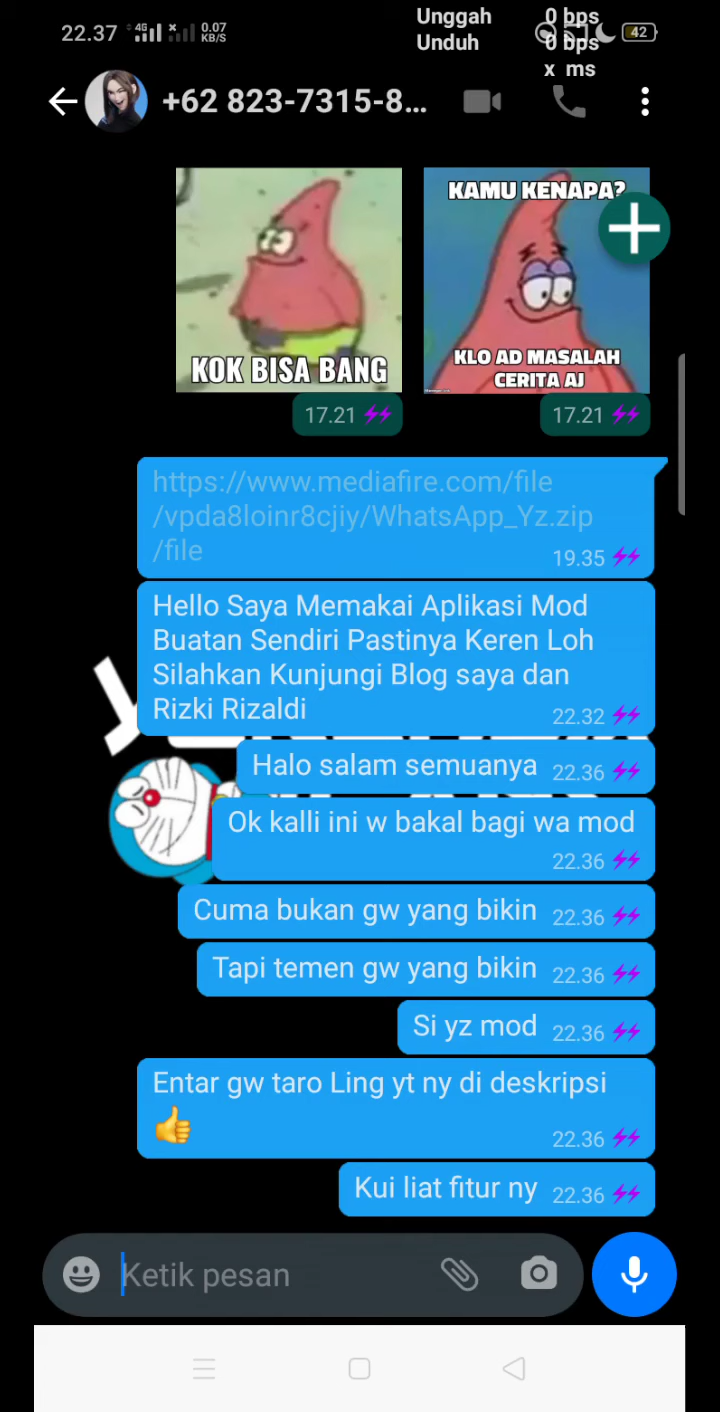 22.37 4G 0.07 KB/S
Unggah 0 bps
Unduh 0 bps
x ms
42
+62 823-7315-8...
KOK BISA BANG
17.21
KAMU KENAPA?
KLO AD MASALAH
CERITA AJ
17.21
https://www.mediafire.com/file
/vpda8loinr8cjiy/WhatsApp_Yz.zip
/file
19.35
Hello Saya Memakai Aplikasi Mod
Buatan Sendiri Pastinya Keren Loh
Silahkan Kunjungi Blog saya dan
Rizki Rizaldi
22.32
Halo salam semuanya 22.36
Ok kalli ini w bakal bagi wa mod
22.36
Cuma bukan gw yang bikin 22.36
Tapi temen gw yang bikin 22.36
Si yz mod 22.36
Entar gw taro Ling yt ny di deskripsi
👍 22.36
Kui liat fitur ny 22.36
Ketik pesan